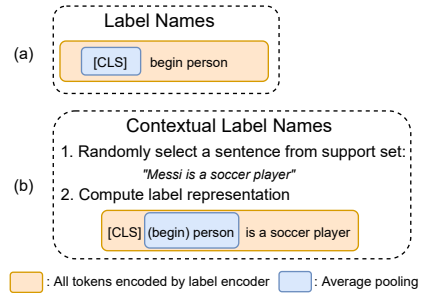 Label Names
(a)
[CLS] begin person
Contextual Label Names
1. Randomly select a sentence from support set:
"Messi is a soccer player"
(b)
2. Compute label representation
[CLS] (begin) person is a soccer player
: All tokens encoded by label encoder : Average pooling